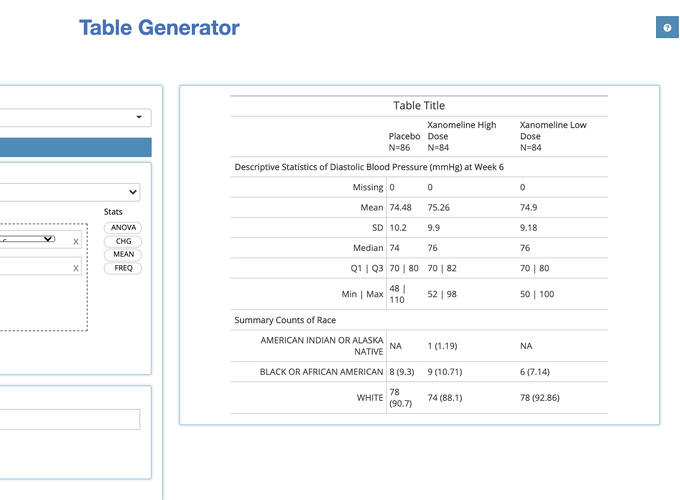 Table Generator
Table Title
Placebo N=86
Xanomeline High Dose N=84
Xanomeline Low Dose N=84
Descriptive Statistics of Diastolic Blood Pressure (mmHg) at Week 6
Missing 0 0 0
Mean 74.48 75.26 74.9
SD 10.2 9.9 9.18
Median 74 76 76
Q1 | Q3 70 | 80 70 | 82 70 | 80
Min | Max 48 | 110 52 | 98 50 | 100
Summary Counts of Race
AMERICAN INDIAN OR ALASKA NATIVE NA 1 (1.19) NA
BLACK OR AFRICAN AMERICAN 8 (9.3) 9 (10.71) 6 (7.14)
WHITE 78 (90.7) 74 (88.1) 78 (92.86)
Stats
ANOVA
CHG
MEAN
FREQ
x
x
?